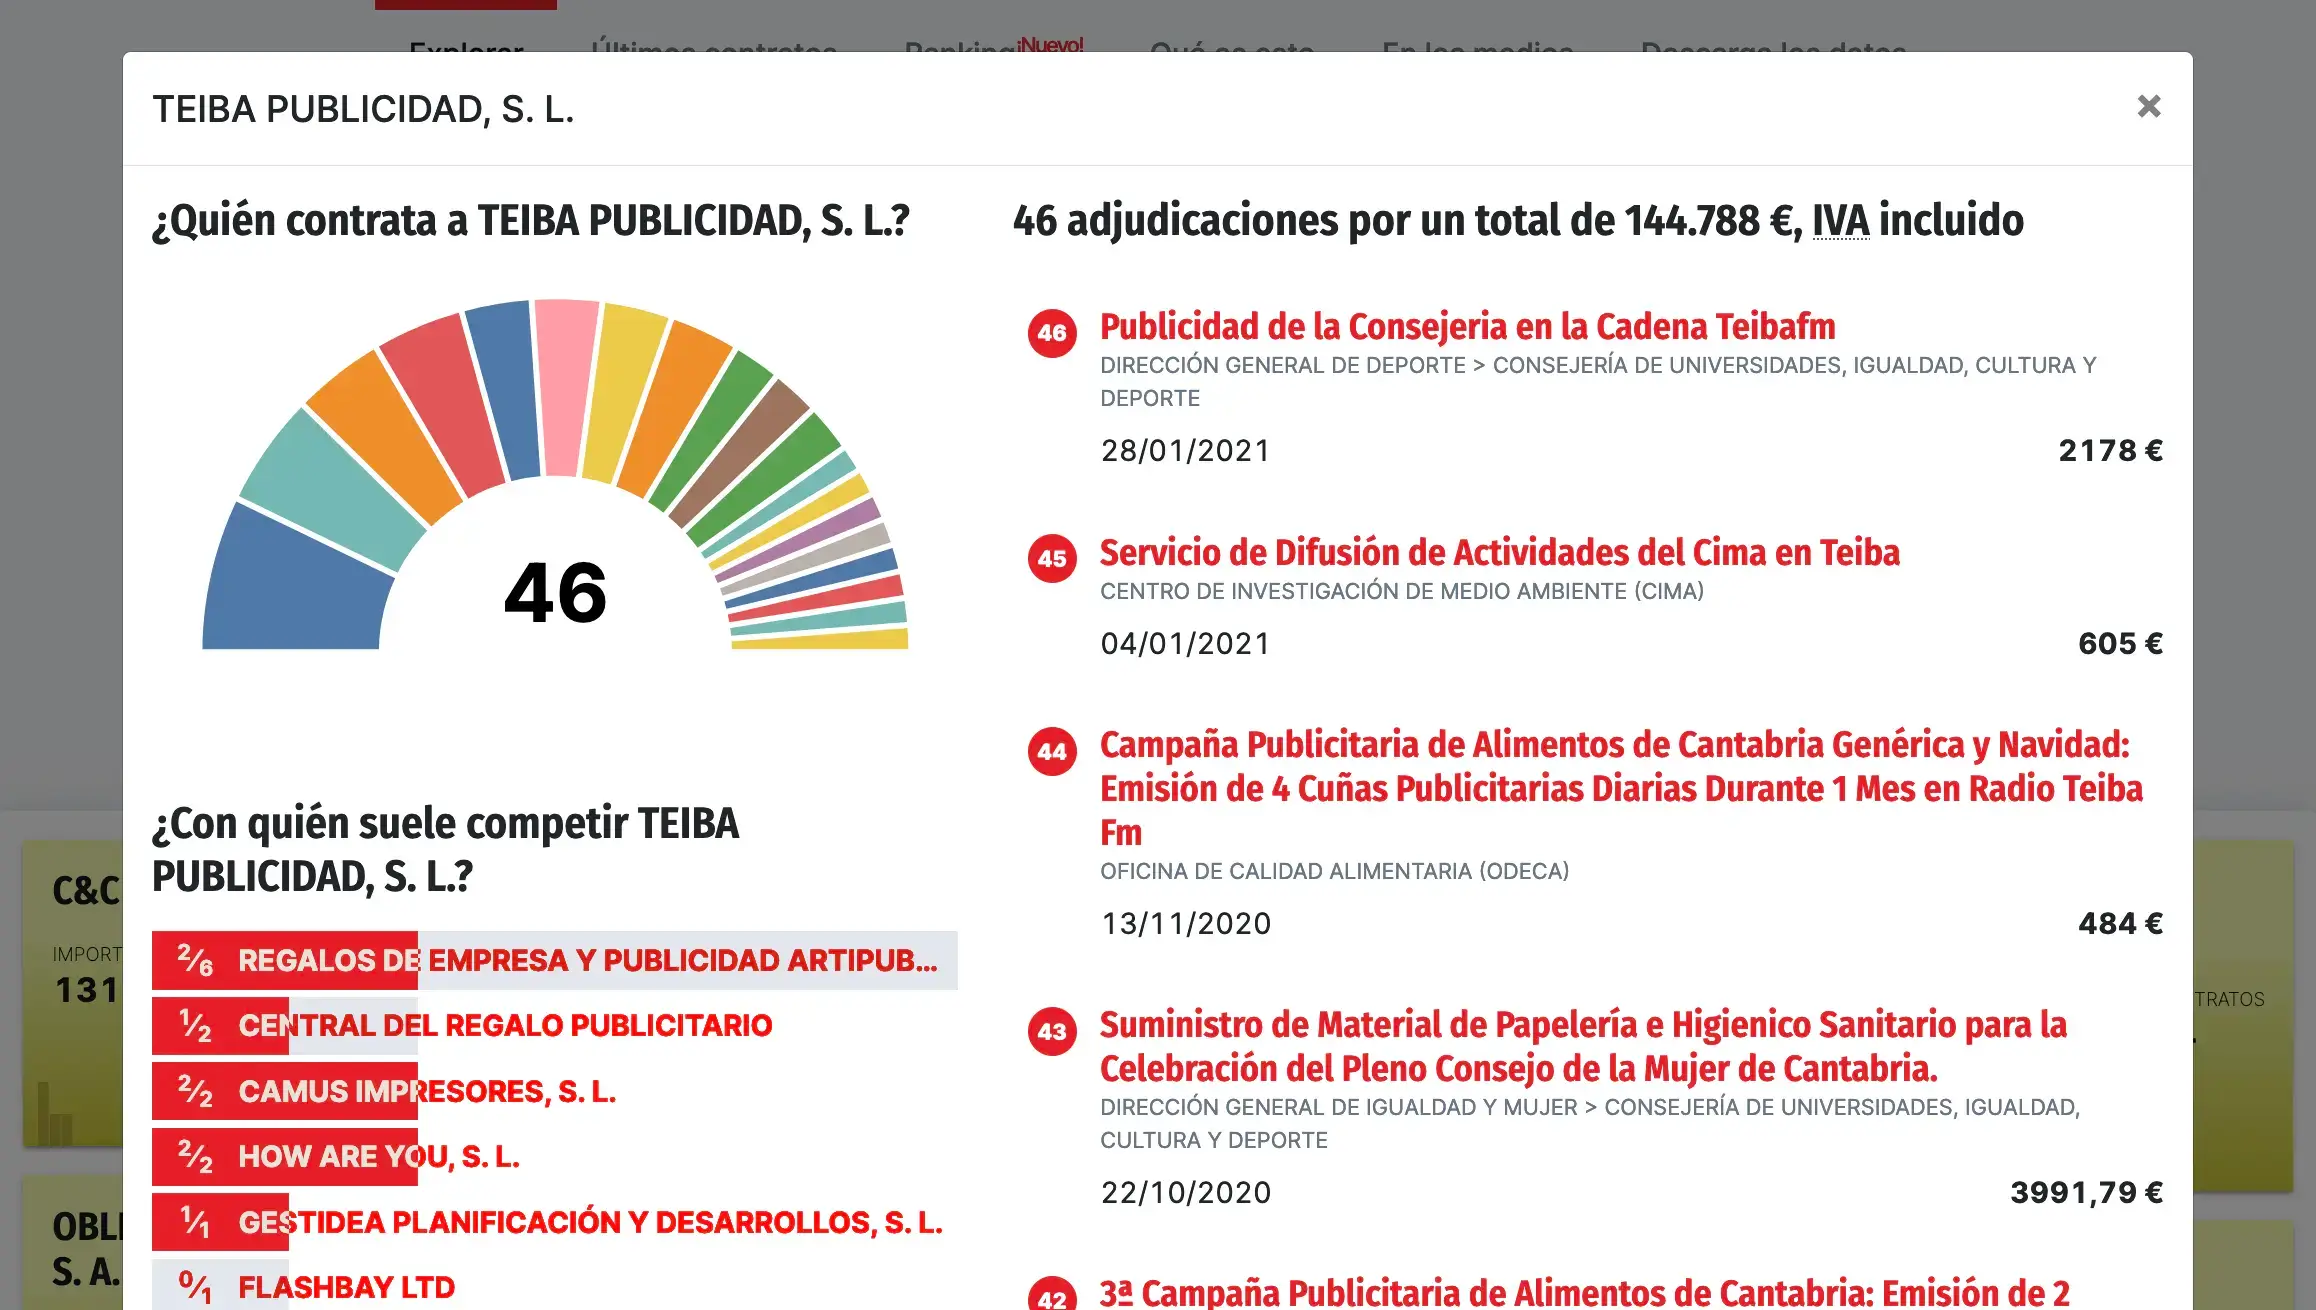 Explorar
Últimos contratos
Ranking
¡Nuevo!
Qué es esto
En los medios
Descarga los datos
TEIBA PUBLICIDAD, S. L.
×
¿Quién contrata a TEIBA PUBLICIDAD, S. L.?
46
¿Con quién suele competir TEIBA
PUBLICIDAD, S. L.?
2/6 REGALOS DE EMPRESA Y PUBLICIDAD ARTIPUB...
1/2 CENTRAL DEL REGALO PUBLICITARIO
2/2 CAMUS IMPRESORES, S. L.
2/2 HOW ARE YOU, S. L.
1/1 GESTIDEA PLANIFICACIÓN Y DESARROLLOS, S. L.
0/1 FLASHBAY LTD
46 adjudicaciones por un total de 144.788 €, IVA incluido
46 Publicidad de la Consejeria en la Cadena Teibafm
DIRECCIÓN GENERAL DE DEPORTE > CONSEJERÍA DE UNIVERSIDADES, IGUALDAD, CULTURA Y
DEPORTE
28/01/2021 2178 €
45 Servicio de Difusión de Actividades del Cima en Teiba
CENTRO DE INVESTIGACIÓN DE MEDIO AMBIENTE (CIMA)
04/01/2021 605 €
44 Campaña Publicitaria de Alimentos de Cantabria Genérica y Navidad:
Emisión de 4 Cuñas Publicitarias Diarias Durante 1 Mes en Radio Teiba
Fm
OFICINA DE CALIDAD ALIMENTARIA (ODECA)
13/11/2020 484 €
43 Suministro de Material de Papelería e Higienico Sanitario para la
Celebración del Pleno Consejo de la Mujer de Cantabria.
DIRECCIÓN GENERAL DE IGUALDAD Y MUJER > CONSEJERÍA DE UNIVERSIDADES, IGUALDAD,
CULTURA Y DEPORTE
22/10/2020 3991,79 €
42 3ª Campaña Publicitaria de Alimentos de Cantabria: Emisión de 2
C&C
IMPORT
131
TRATOS
OBLI
S. A.